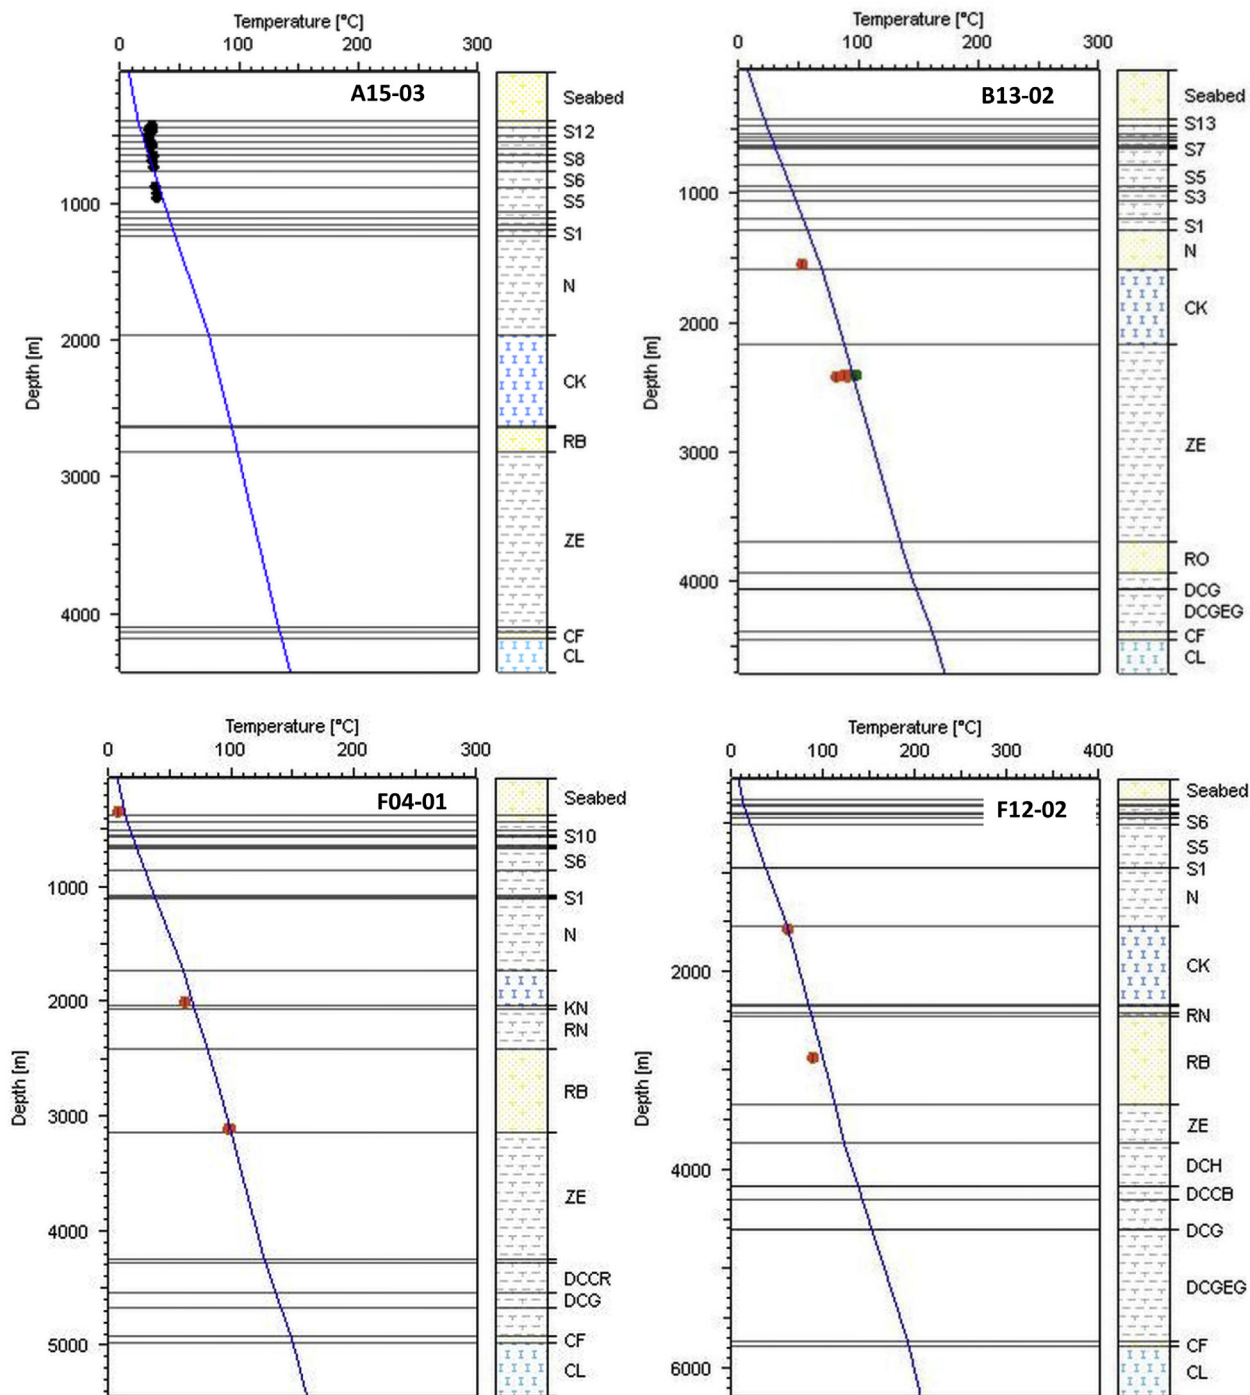 Temperature [°C]
0 100 200 300
A15-03
Depth [m]
1000
2000
3000
4000
Seabed
S12
S8
S6
S5
S1
N
CK
RB
ZE
CF
CL
Temperature [°C]
0 100 200 300
B13-02
Depth [m]
1000
2000
3000
4000
Seabed
S13
S7
S5
S3
S1
N
CK
ZE
RO
DCG
DCGEG
CF
CL
Temperature [°C]
0 100 200 300
F04-01
Depth [m]
1000
2000
3000
4000
5000
Seabed
S10
S6
S1
N
KN
RN
RB
ZE
DCCR
DCG
CF
CL
Temperature [°C]
0 100 200 300 400
F12-02
Depth [m]
2000
4000
6000
Seabed
S6
S5
S1
N
CK
RN
RB
ZE
DCH
DCCB
DCG
DCGEG
CF
CL